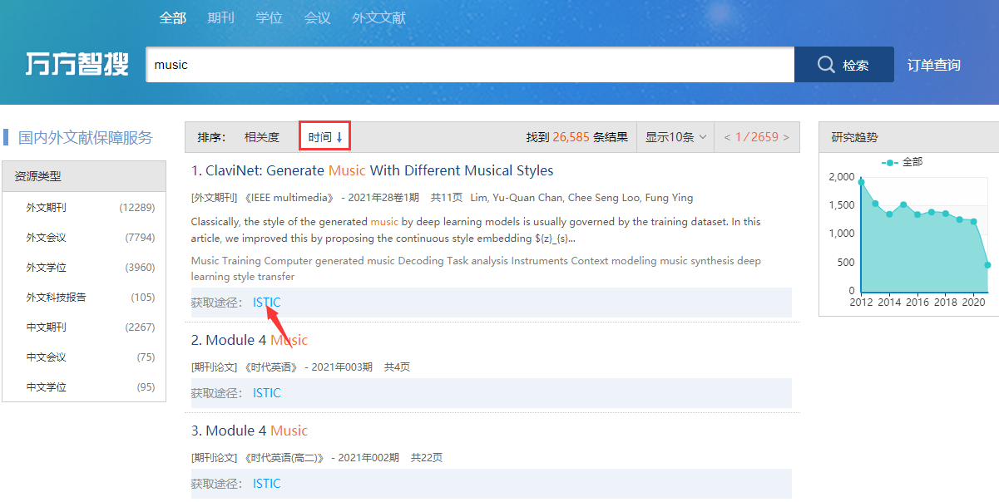 全部 期刊 学位 会议 外文文献
万方智搜
music
检索
订单查询
国内外文献保障服务
资源类型
外文期刊 (12289)
外文会议 (7794)
外文学位 (3960)
外文科技报告 (105)
中文期刊 (2267)
中文会议 (75)
中文学位 (95)
排序： 相关度 时间↓ 找到 26,585 条结果 显示10条 < 1/2659 >
1. ClaviNet: Generate Music With Different Musical Styles
[外文期刊] 《IEEE multimedia》 - 2021年28卷1期 共11页 Lim, Yu-Quan Chan, Chee Seng Loo, Fung Ying
Classically, the style of the generated music by deep learning models is usually governed by the training dataset. In this
article, we improved this by proposing the continuous style embedding ${z}_{s}...
Music Training Computer generated music Decoding Task analysis Instruments Context modeling music synthesis deep
learning style transfer
获取途径： ISTIC
2. Module 4 Music
[期刊论文] 《时代英语》 - 2021年003期 共4页
获取途径： ISTIC
3. Module 4 Music
[期刊论文] 《时代英语(高二)》 - 2021年002期 共22页
获取途径： ISTIC
研究趋势
全部
2,000
1,500
1,000
500
0
2012 2014 2016 2018 2020